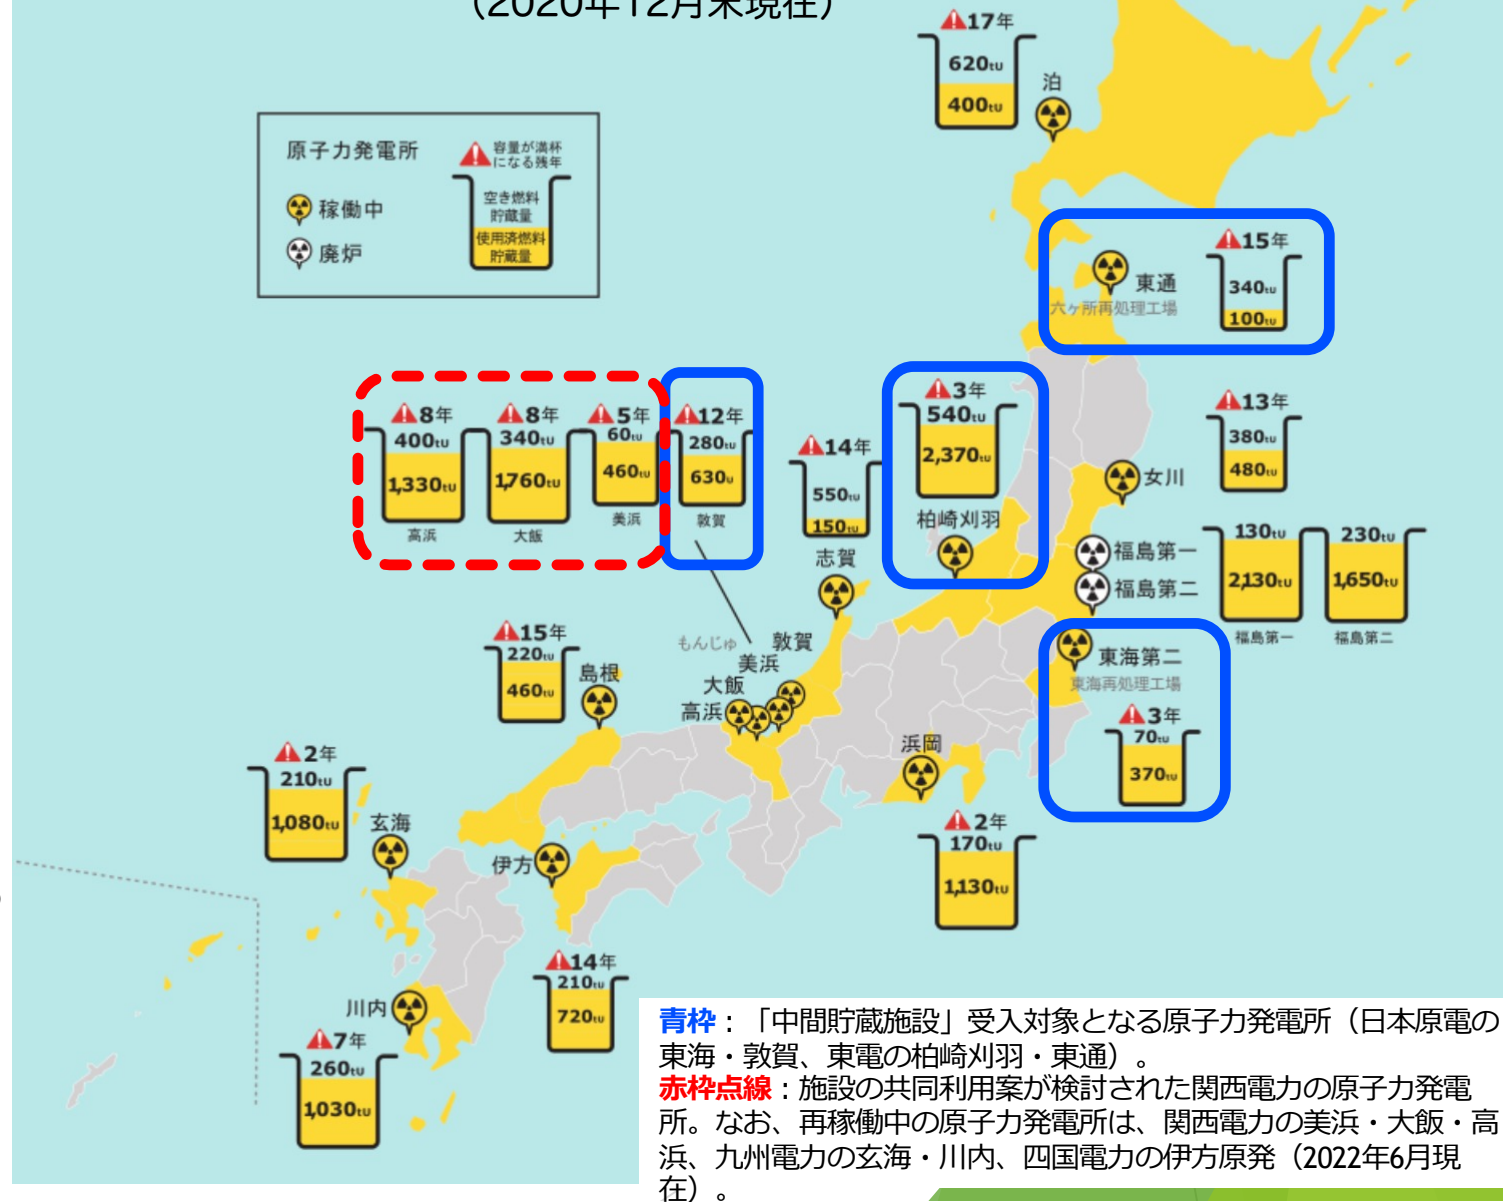 （2020年12月末現在）
原子力発電所
容量が満杯
になる残年
稼働中
廃炉
空き燃料
貯蔵量
使用済燃料
貯蔵量
17年
620tU
400tU
泊
15年
340tU
100tU
東通
六ヶ所再処理工場
8年
400tU
1,330tU
高浜
8年
340tU
1,760tU
大飯
5年
60tU
460tU
美浜
12年
280tU
630U
敦賀
14年
550tU
150tU
志賀
3年
540tU
2,370tU
柏崎刈羽
13年
380tU
480tU
女川
福島第一
福島第二
130tU
2,130tU
福島第一
230tU
1,650tU
福島第二
東海第二
東海再処理工場
3年
70tU
370tU
もんじゅ
敦賀
美浜
大飯
高浜
15年
220tU
460tU
島根
浜岡
2年
170tU
1,130tU
2年
210tU
1,080tU
玄海
伊方
14年
210tU
720tU
川内
7年
260tU
1,030tU
青枠：「中間貯蔵施設」受入対象となる原子力発電所（日本原電の
東海・敦賀、東電の柏崎刈羽・東通）。
赤枠点線：施設の共同利用案が検討された関西電力の原子力発電
所。なお、再稼働中の原子力発電所は、関西電力の美浜・大飯・高
浜、九州電力の玄海・川内、四国電力の伊方原発（2022年6月現
在）。